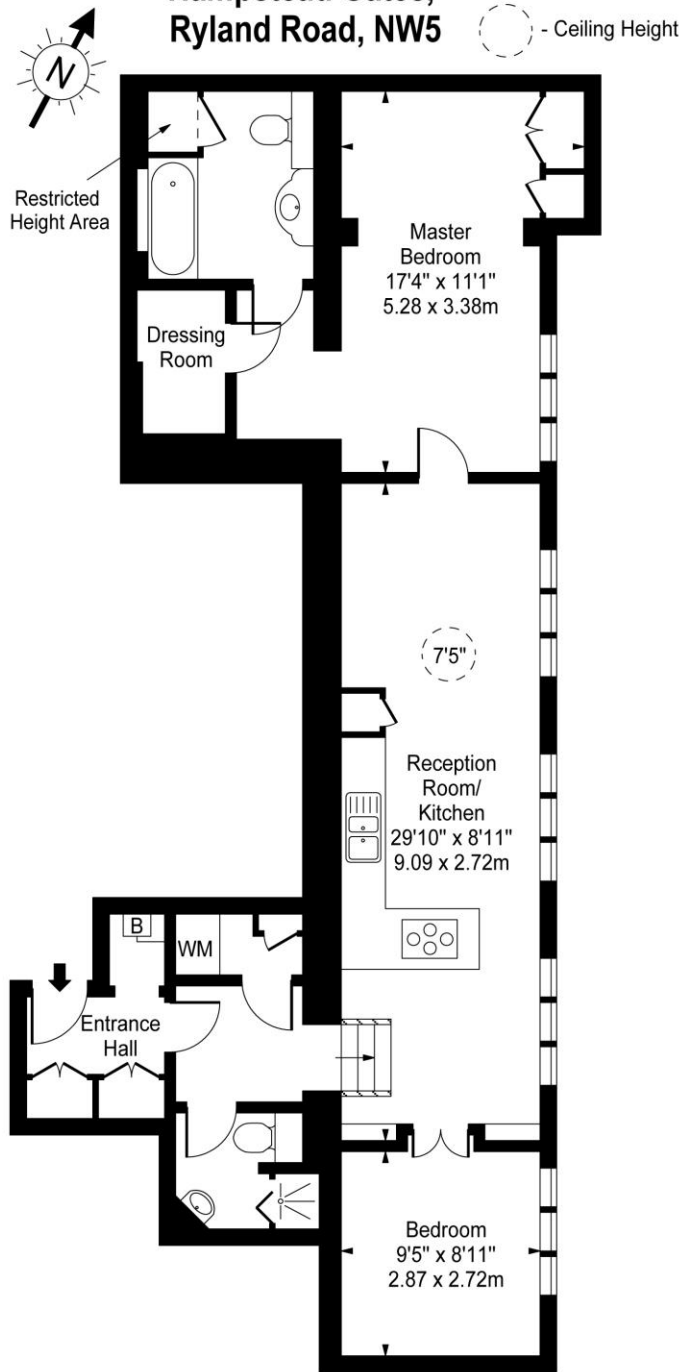 Hampstead Gates,
Ryland Road, NW5
- Ceiling Height
N
Restricted
Height Area
Master
Bedroom
17'4" x 11'1"
5.28 x 3.38m
Dressing
Room
7'5"
Reception
Room/
Kitchen
29'10" x 8'11"
9.09 x 2.72m
B
WM
Entrance
Hall
Bedroom
9'5" x 8'11"
2.87 x 2.72m